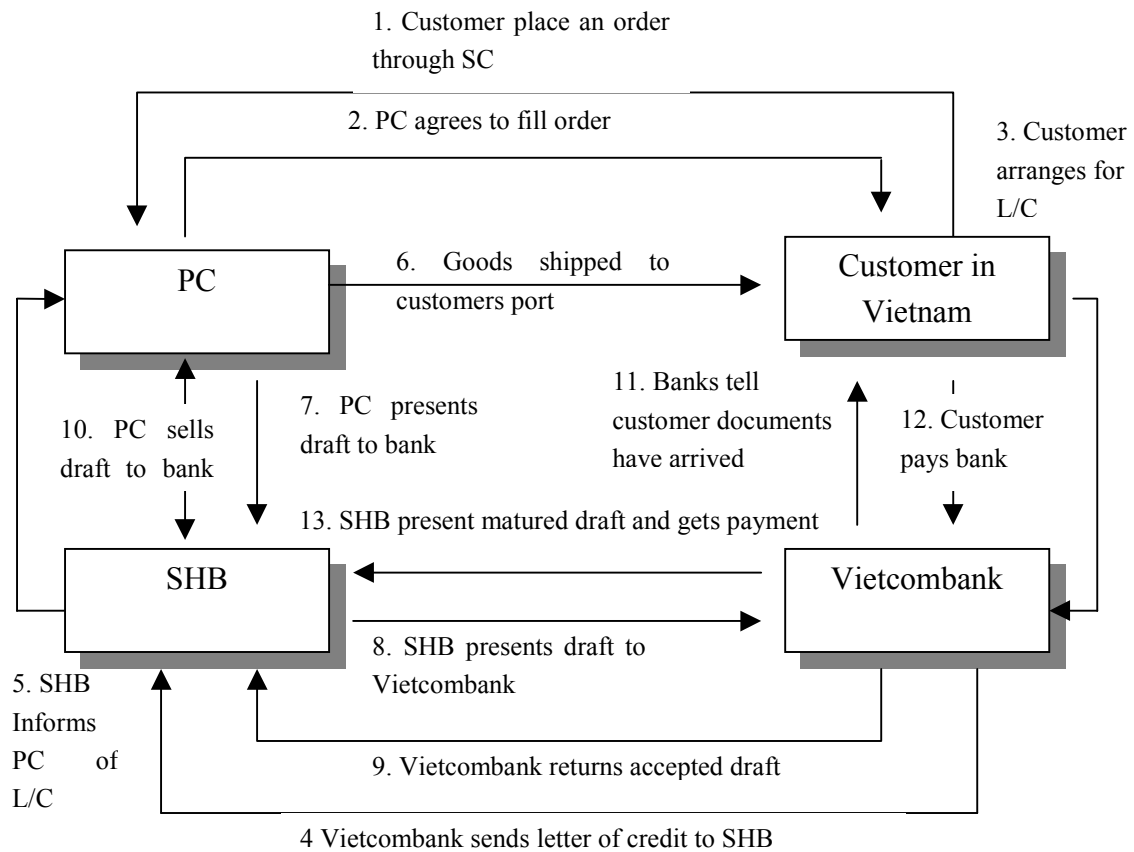 1. Customer place an order
through SC
2. PC agrees to fill order
3. Customer
arranges for
L/C
PC
6. Goods shipped to
customers port
Customer in
Vietnam
10. PC sells
draft to bank
7. PC presents
draft to bank
11. Banks tell
customer documents
have arrived
12. Customer
pays bank
13. SHB present matured draft and gets payment
SHB
Vietcombank
8. SHB presents draft to
Vietcombank
5. SHB
Informs
PC of
L/C
9. Vietcombank returns accepted draft
4 Vietcombank sends letter of credit to SHB